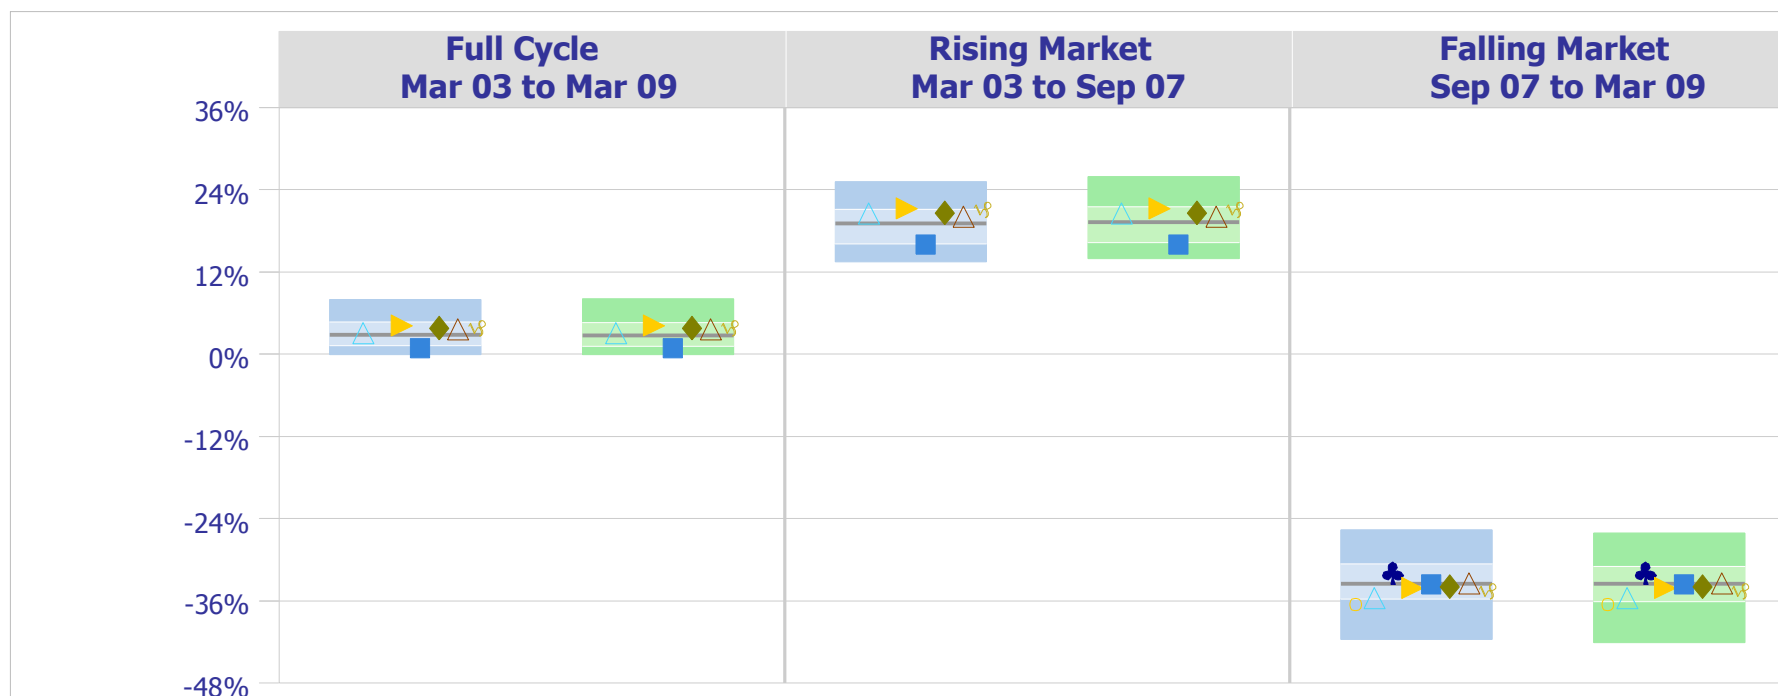 Full Cycle
Mar 03 to Mar 09
Rising Market
Mar 03 to Sep 07
Falling Market
Sep 07 to Mar 09
36%
24%
12%
0%
-12%
-24%
-36%
-48%